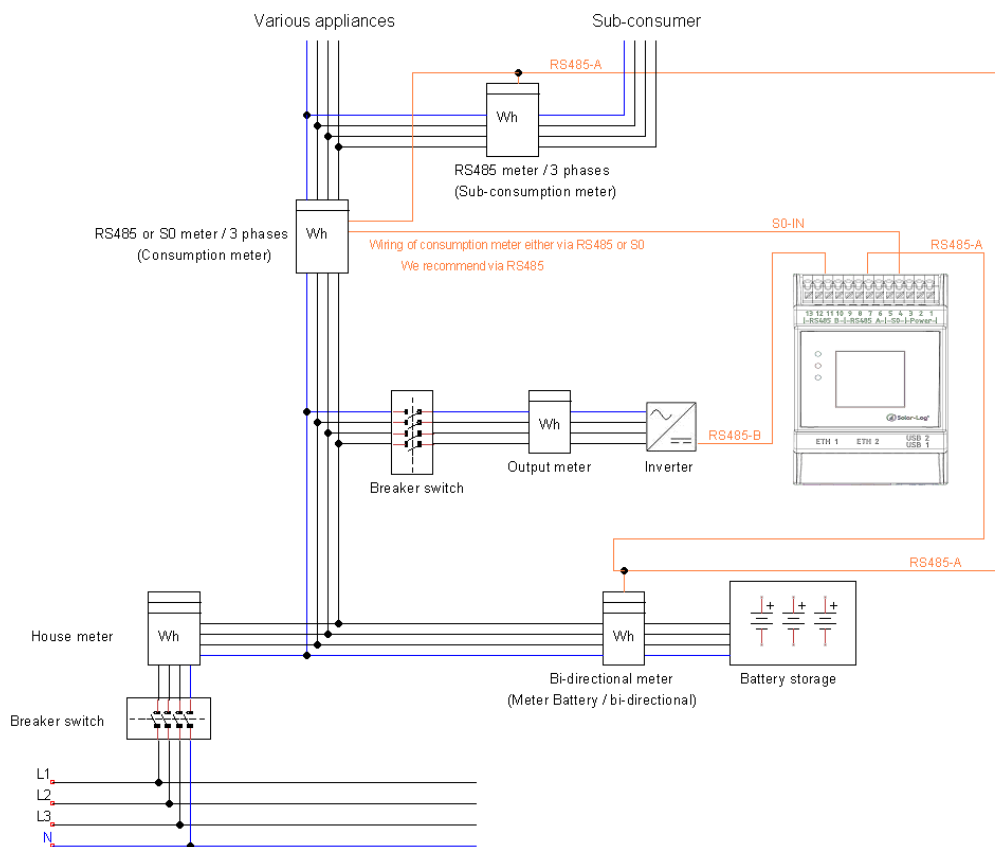 Various appliances
Sub-consumer
RS485-A
Wh
RS485 meter / 3 phases
(Sub-consumption meter)
RS485 or S0 meter / 3 phases
(Consumption meter)
Wh
S0-IN
Wiring of consumption meter either via RS485 or S0
We recommend via RS485
RS485-A
13 12 11 10 9 8 7 6 5 4 3 2 1
RS485 B RS485 A S0 Power
Solar-Log®
ETH 1 ETH 2 USB 2
USB 1
Wh
RS485-B
Breaker switch
Output meter
Inverter
RS485-A
House meter
Wh
Wh
+ + +
Bi-directional meter
(Meter Battery / bi-directional)
Battery storage
Breaker switch
L1
L2
L3
N